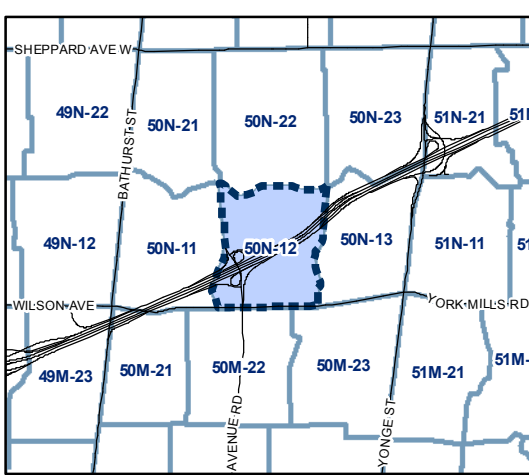 SHEPPARD AVE W
49N-22
50N-21
50N-22
50N-23
51N-21
51N
BATHURST ST
49N-12
50N-11
50N-12
50N-13
51N-11
51
WILSON AVE
YORK MILLS RD
49M-23
50M-21
50M-22
50M-23
51M-21
51M-
AVENUE RD
YONGE ST